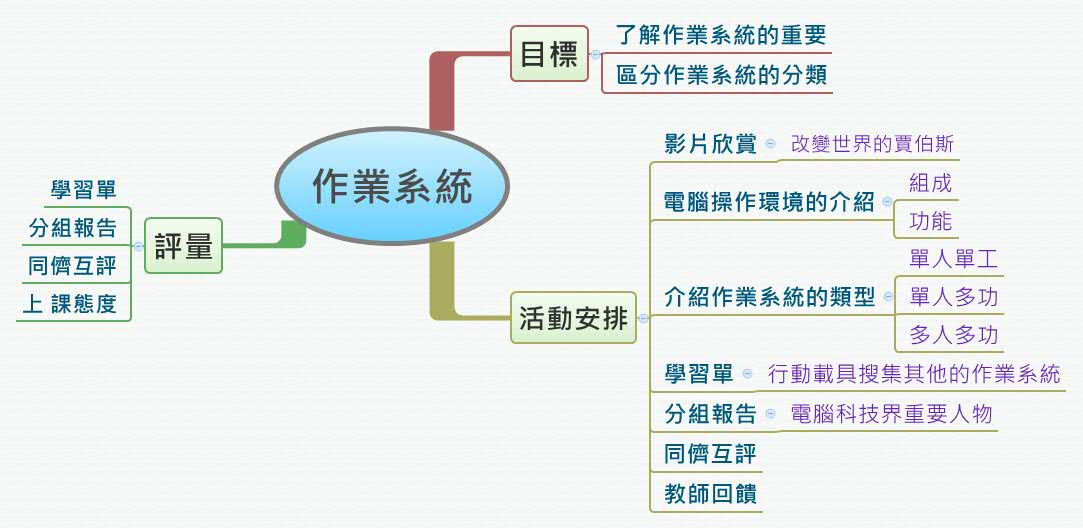 作業系統
目標
了解作業系統的重要
區分作業系統的分類
活動安排
影片欣賞
改變世界的賈伯斯
電腦操作環境的介紹
組成
功能
介紹作業系統的類型
單人單工
單人多功
多人多功
學習單
行動載具搜集其他的作業系統
分組報告
電腦科技界重要人物
同儕互評
教師回饋
評量
學習單
分組報告
同儕互評
上 課態度